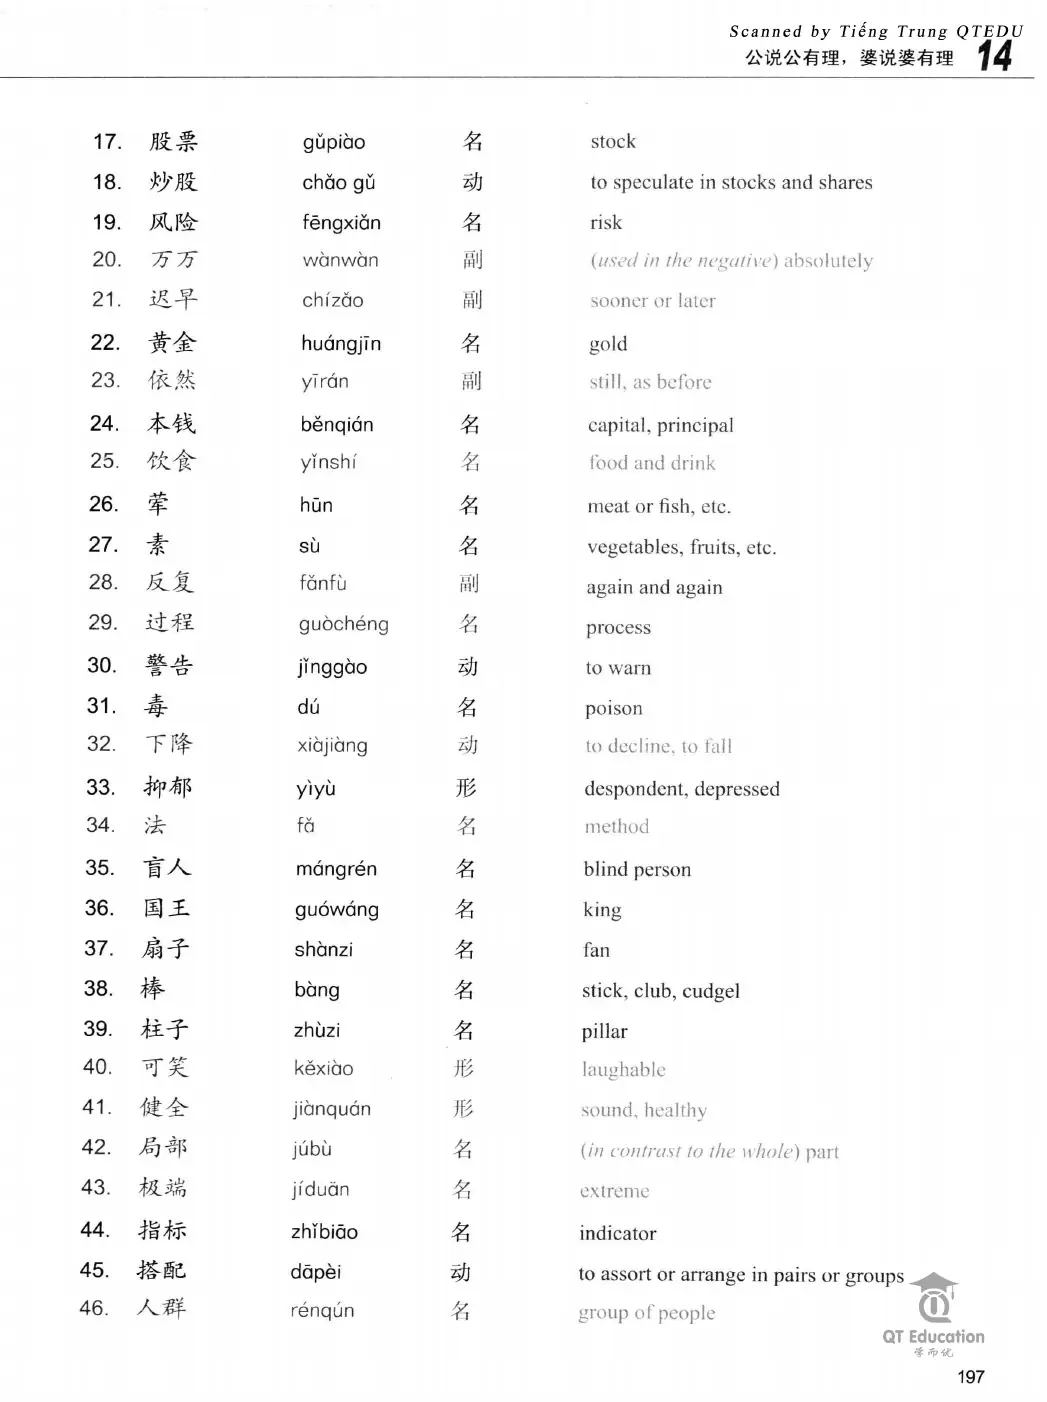 Scanned by Tiếng Trung QTEDU
公说公有理，婆说婆有理 14
17. 股票 gǔpiào 名 stock
18. 炒股 chǎo gǔ 动 to speculate in stocks and shares
19. 风险 fēngxiǎn 名 risk
20. 万万 wànwàn 副 (used in the negative) absolutely
21. 迟早 chízǎo 副 sooner or later
22. 黄金 huángjīn 名 gold
23. 依然 yīrán 副 still, as before
24. 本钱 běnqián 名 capital, principal
25. 饮食 yǐnshí 名 food and drink
26. 荤 hūn 名 meat or fish, etc.
27. 素 sù 名 vegetables, fruits, etc.
28. 反复 fǎnfù 副 again and again
29. 过程 guòchéng 名 process
30. 警告 jǐnggào 动 to warn
31. 毒 dú 名 poison
32. 下降 xiàjiàng 动 to decline, to fall
33. 抑郁 yìyù 形 despondent, depressed
34. 法 fǎ 名 method
35. 盲人 mángrén 名 blind person
36. 国王 guówáng 名 king
37. 扇子 shànzi 名 fan
38. 棒 bàng 名 stick, club, cudgel
39. 柱子 zhùzi 名 pillar
40. 可笑 kěxiào 形 laughable
41. 健全 jiànquán 形 sound, healthy
42. 局部 júbù 名 (in contrast to the whole) part
43. 极端 jíduān 名 extreme
44. 指标 zhǐbiāo 名 indicator
45. 搭配 dāpèi 动 to assort or arrange in pairs or groups
46. 人群 rénqún 名 group of people
QT Education
学而优
197